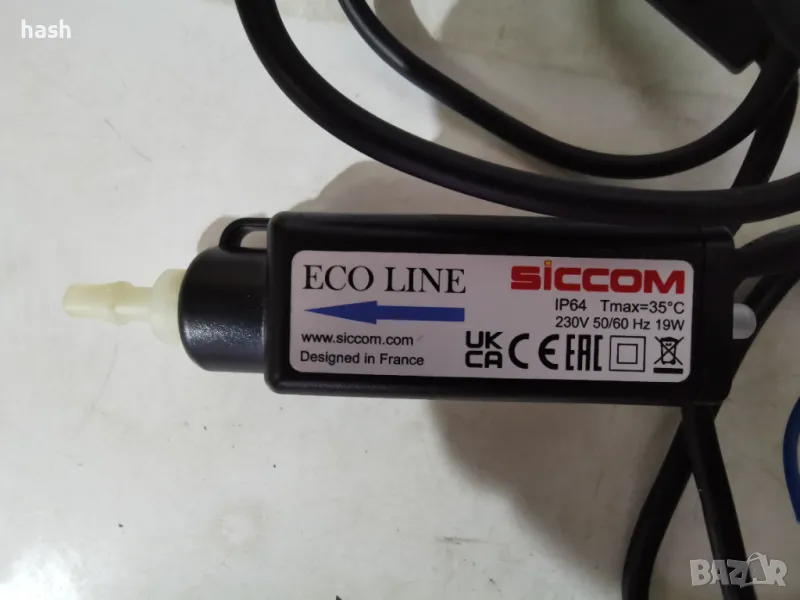 hash
ECO LINE
SICCOM
IP64 Tmax=35°C
230V 50/60 Hz 19W
www.siccom.com
Designed in France
UK
CA CE EAC
BAZAR